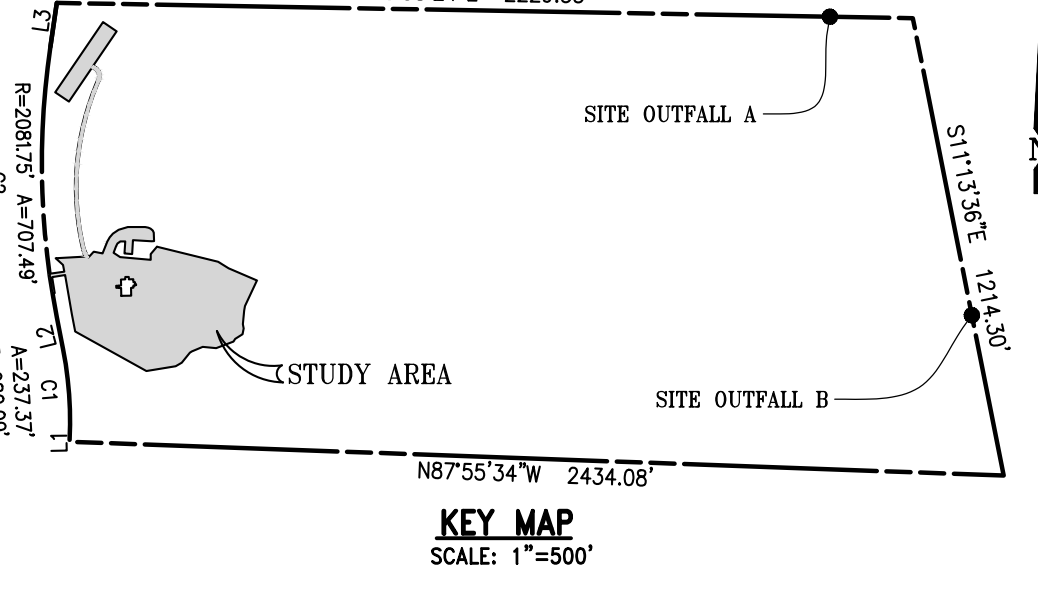 L3
SITE OUTFALL A
S11°13'36"E 1214.30'
R=2081.75' A=707.49'
L2
C1
A=237.37'
L1
STUDY AREA
SITE OUTFALL B
N87°55'34"W 2434.08'
KEY MAP
SCALE: 1"=500'